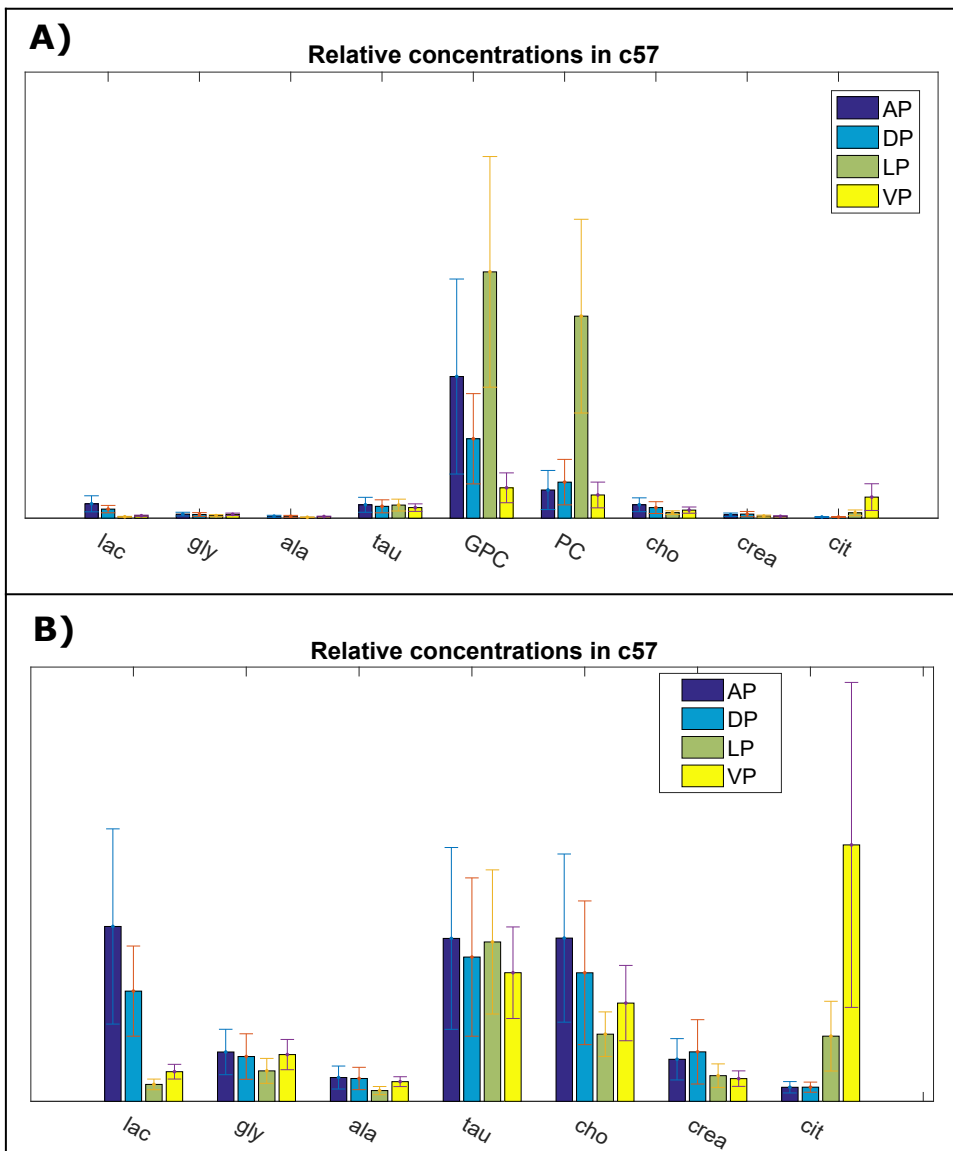 A)
Relative concentrations in c57
AP
DP
LP
VP
lac gly ala tau GPC PC cho crea cit
B)
Relative concentrations in c57
AP
DP
LP
VP
lac gly ala tau cho crea cit